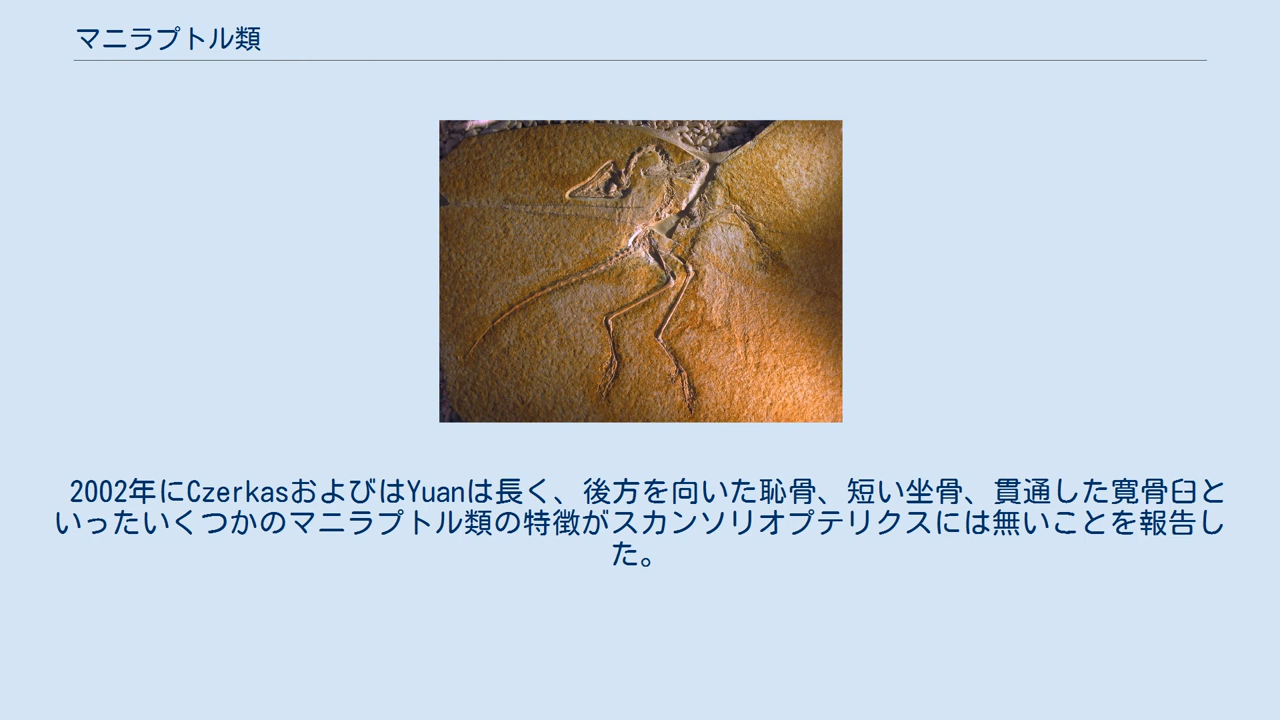 マニラプトル類
2002年にCzerkasおよびはYuanは長く、後方を向いた恥骨、短い坐骨、貫通した寛骨臼と
いったいくつかのマニラプトル類の特徴がスカンソリオプテリクスには無いことを報告し
た。